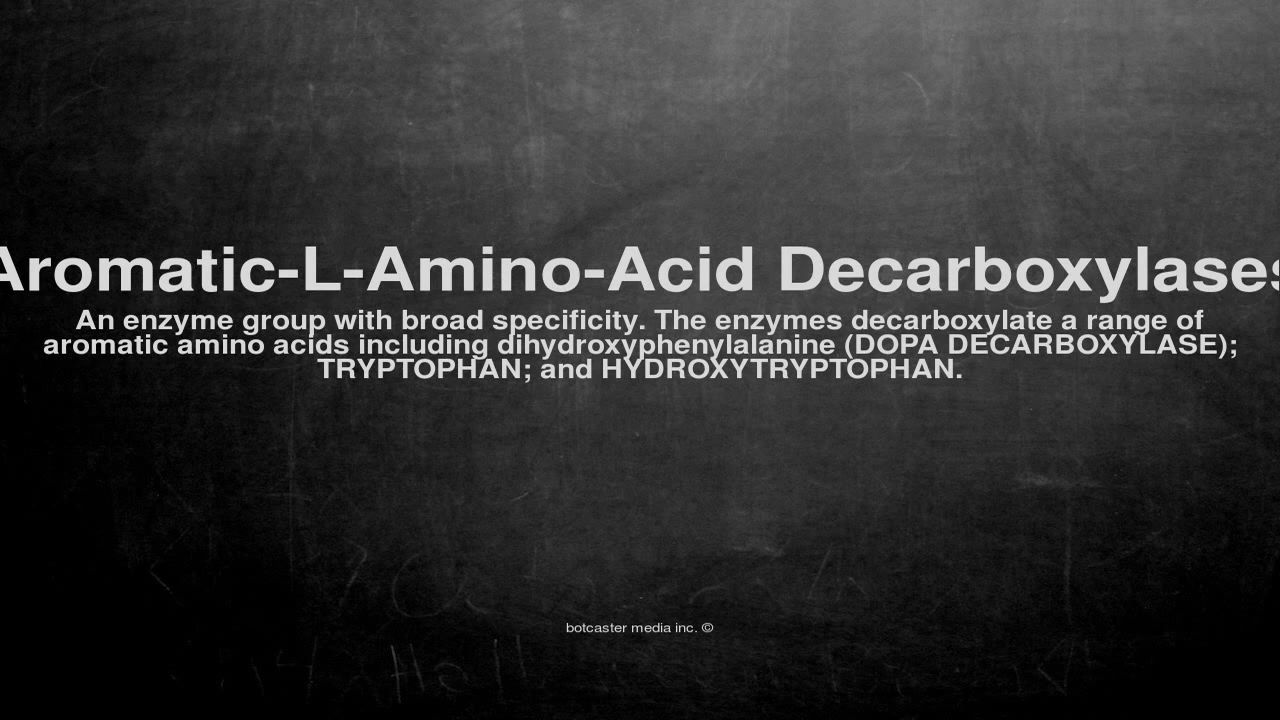 Aromatic-L-Amino-Acid Decarboxylases
An enzyme group with broad specificity. The enzymes decarboxylate a range of
aromatic amino acids including dihydroxyphenylalanine (DOPA DECARBOXYLASE);
TRYPTOPHAN; and HYDROXYTRYPTOPHAN.
botcaster media inc. ©